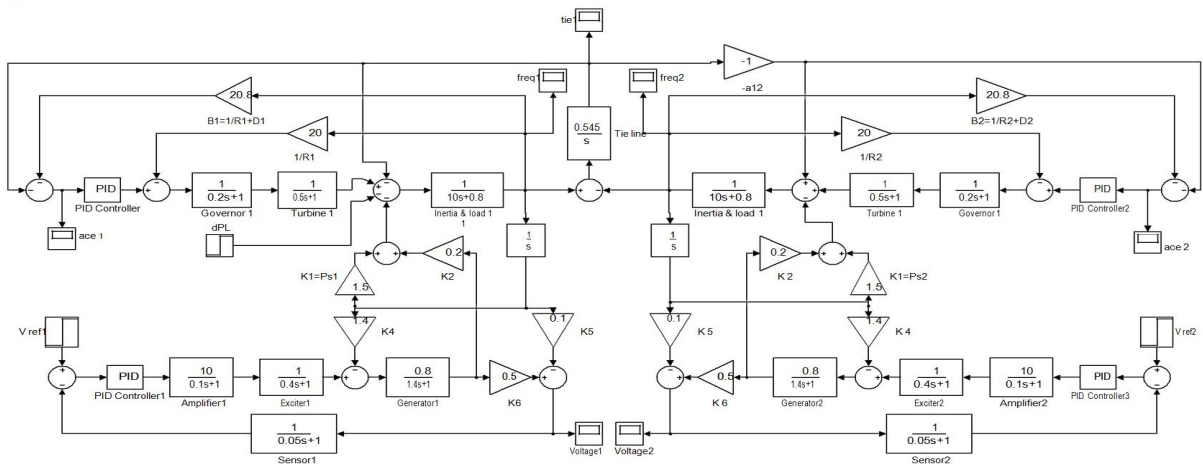 tie1
-1
freq1
freq2
-a12
20.8
B1=1/R1+D1
20.8
B2=1/R2+D2
0.545
s
Tie line
20
1/R1
20
1/R2
PID
PID Controller
1
0.2s+1
Governor 1
1
0.5s+1
Turbine 1
1
10s+0.8
Inertia & load 1
1
1
10s+0.8
Inertia & load 1
1
0.5s+1
Turbine 1
1
0.2s+1
Governor 1
PID
PID Controller2
ace 1
dPL
1
s
1
s
ace 2
0.2
K2
K1=Ps1
1.5
0.2
K 2
K1=Ps2
1.5
V ref1
1.4
K4
0.1
K5
0.1
K 5
1.4
K 4
V ref2
PID
PID Controller1
10
0.1s+1
Amplifier1
1
0.4s+1
Exciter1
0.8
1.4s+1
Generator1
0.5
K6
0.5
K 6
0.8
1.4s+1
Generator2
1
0.4s+1
Exciter2
10
0.1s+1
Amplifier2
PID
PID Controller3
1
0.05s+1
Sensor1
Voltage1
Voltage2
1
0.05s+1
Sensor2